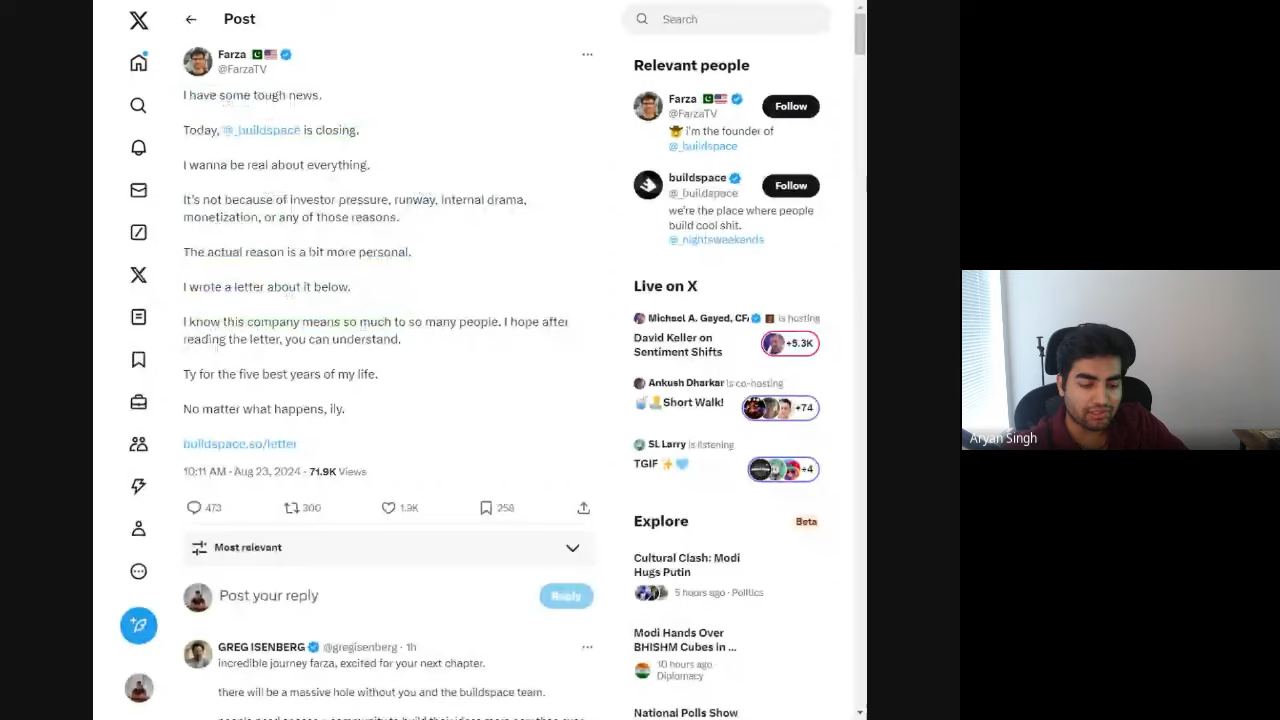 Post
Search
Farza
@FarzaTV
I have some tough news.
Today, @_buildspace is closing.
I wanna be real about everything.
It's not because of investor pressure, runway, internal drama,
monetization, or any of those reasons.
The actual reason is a bit more personal.
I wrote a letter about it below.
I know this company means so much to so many people. I hope after
reading the letter, you can understand.
Ty for the five best years of my life.
No matter what happens, ily.
buildspace.so/letter
10:11 AM · Aug 23, 2024 · 71.9K Views
473
300
1.9K
258
Most relevant
Post your reply
Reply
GREG ISENBERG @gregisenberg · 1h
incredible journey farza, excited for your next chapter.
there will be a massive hole without you and the buildspace team.
Relevant people
Farza
@FarzaTV
Follow
i'm the founder of
@_buildspace
buildspace
@_buildspace
Follow
we're the place where people
build cool shit.
@_nightsweekends
Live on X
Michael A. Gayed, CFA is hosting
David Keller on
Sentiment Shifts
+5.3K
Ankush Dharkar is co-hosting
Short Walk!
+74
SL Larry is listening
TGIF
+4
Explore
Beta
Cultural Clash: Modi
Hugs Putin
5 hours ago · Politics
Modi Hands Over
BHISHM Cubes in ...
10 hours ago ·
Diplomacy
National Polls Show
Aryan Singh